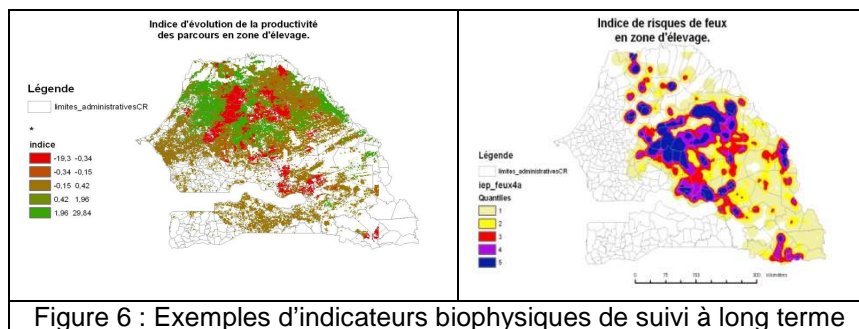 Indice d'évolution de la productivité
des parcours en zone d'élevage.
Légende
limites_administrativesCR
*
indice
-19,3 -0,34
-0,34 -0,15
-0,15 0,42
0,42 1,96
1,96 29,84
Indice de risques de feux
en zone d'élevage.
Légende
limites_administrativesCR
iep_feux4a
Quantiles
1
2
3
4
5
0
Kilomètres
Figure 6 : Exemples d'indicateurs biophysiques de suivi à long terme